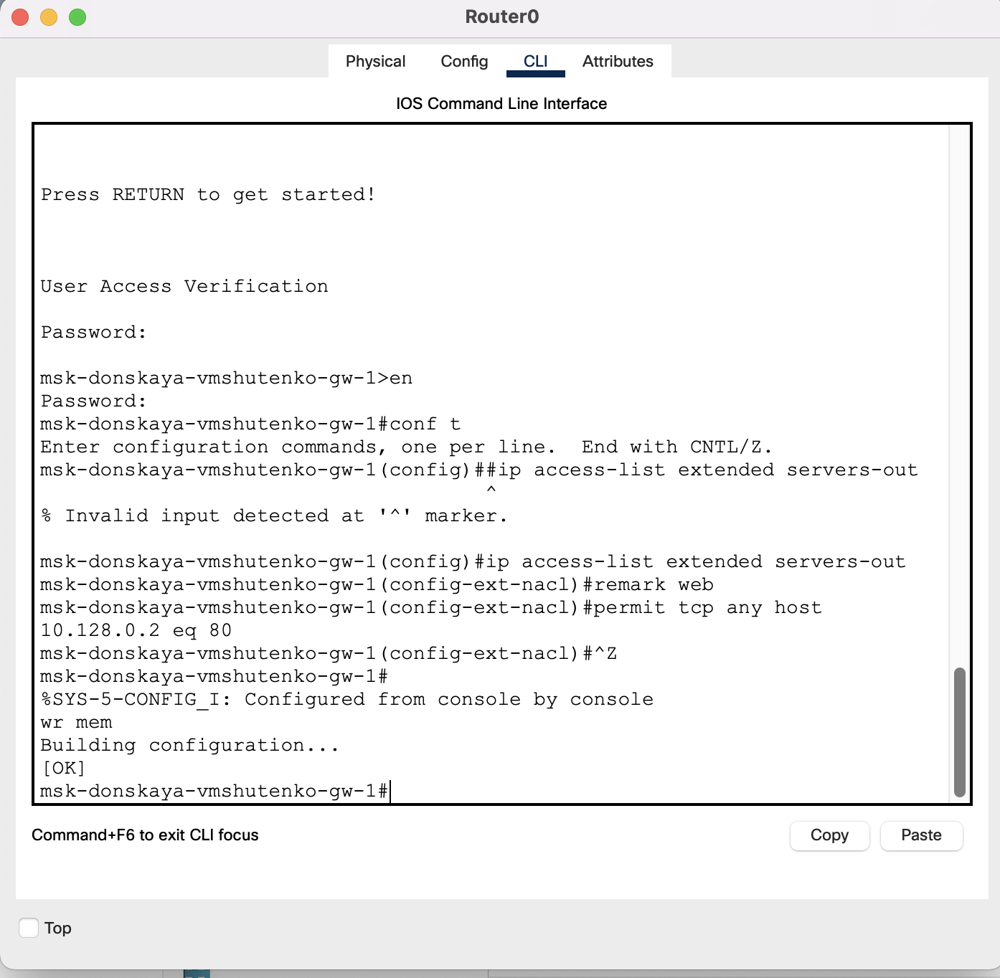 Router0
Physical Config CLI Attributes
IOS Command Line Interface
Press RETURN to get started!
User Access Verification
Password:
msk-donskaya-vmshutenko-gw-1>en
Password:
msk-donskaya-vmshutenko-gw-1#conf t
Enter configuration commands, one per line.  End with CNTL/Z.
msk-donskaya-vmshutenko-gw-1(config)##ip access-list extended servers-out
^
% Invalid input detected at '^' marker.
msk-donskaya-vmshutenko-gw-1(config)#ip access-list extended servers-out
msk-donskaya-vmshutenko-gw-1(config-ext-nacl)#remark web
msk-donskaya-vmshutenko-gw-1(config-ext-nacl)#permit tcp any host
10.128.0.2 eq 80
msk-donskaya-vmshutenko-gw-1(config-ext-nacl)#^Z
msk-donskaya-vmshutenko-gw-1#
%SYS-5-CONFIG_I: Configured from console by console
wr mem
Building configuration...
[OK]
msk-donskaya-vmshutenko-gw-1#
Command+F6 to exit CLI focus
Copy Paste
Top